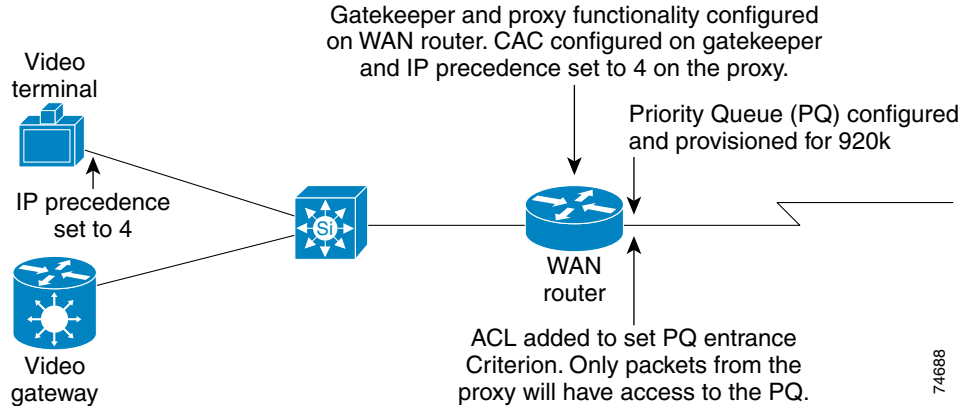 Gatekeeper and proxy functionality configured
on WAN router. CAC configured on gatekeeper
and IP precedence set to 4 on the proxy.
Video
terminal
Priority Queue (PQ) configured
and provisioned for 920k
IP precedence
set to 4
Si
WAN
router
Video
gateway
ACL added to set PQ entrance
Criterion. Only packets from the
proxy will have access to the PQ.
74688